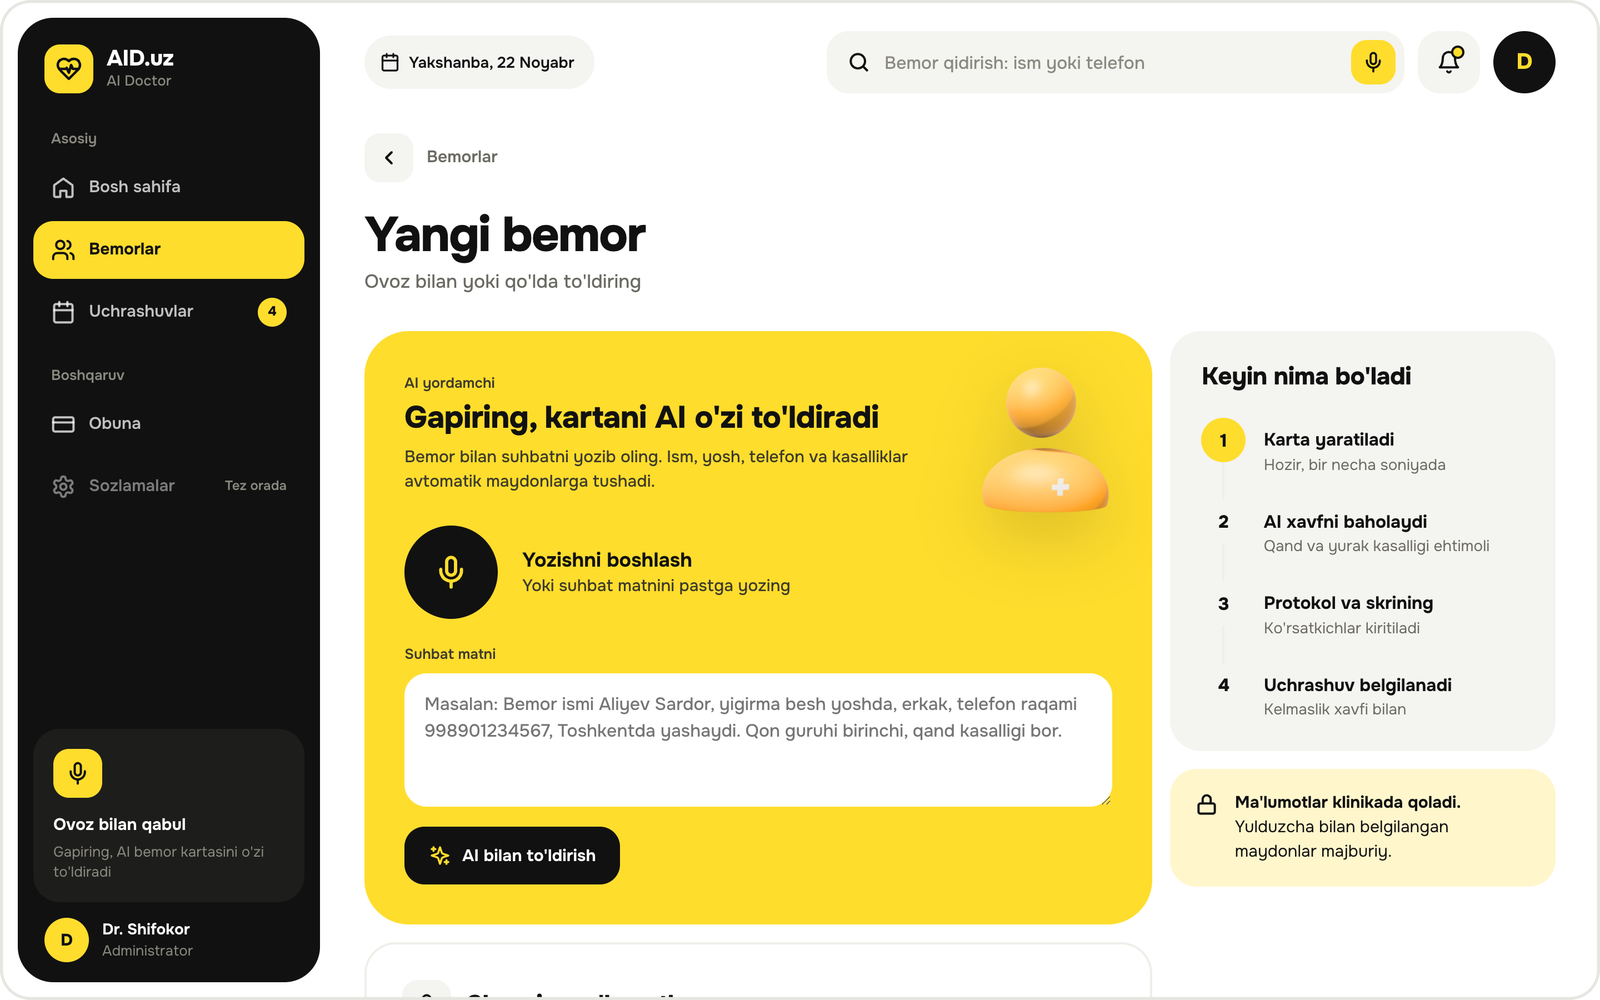 AID.uz
AI Doctor
Asosiy
Bosh sahifa
Bemorlar
Uchrashuvlar
4
Boshqaruv
Obuna
Sozlamalar
Tez orada
Ovoz bilan qabul
Gapiring, AI bemor kartasini o'zi
to'ldiradi
D
Dr. Shifokor
Administrator
Yakshanba, 22 Noyabr
Bemor qidirish: ism yoki telefon
D
Bemorlar
Yangi bemor
Ovoz bilan yoki qo'lda to'ldiring
AI yordamchi
Gapiring, kartani AI o'zi to'ldiradi
Bemor bilan suhbatni yozib oling. Ism, yosh, telefon va kasalliklar
avtomatik maydonlarga tushadi.
Yozishni boshlash
Yoki suhbat matnini pastga yozing
Suhbat matni
Masalan: Bemor ismi Aliyev Sardor, yigirma besh yoshda, erkak, telefon raqami
998901234567, Toshkentda yashaydi. Qon guruhi birinchi, qand kasalligi bor.
AI bilan to'ldirish
Keyin nima bo'ladi
1
Karta yaratiladi
Hozir, bir necha soniyada
2
AI xavfni baholaydi
Qand va yurak kasalligi ehtimoli
3
Protokol va skrining
Ko'rsatkichlar kiritiladi
4
Uchrashuv belgilanadi
Kelmaslik xavfi bilan
Ma'lumotlar klinikada qoladi.
Yulduzcha bilan belgilangan
maydonlar majburiy.